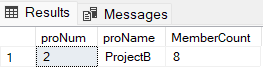 Results Messages
proNum proName MemberCount
1 2 ProjectB 8